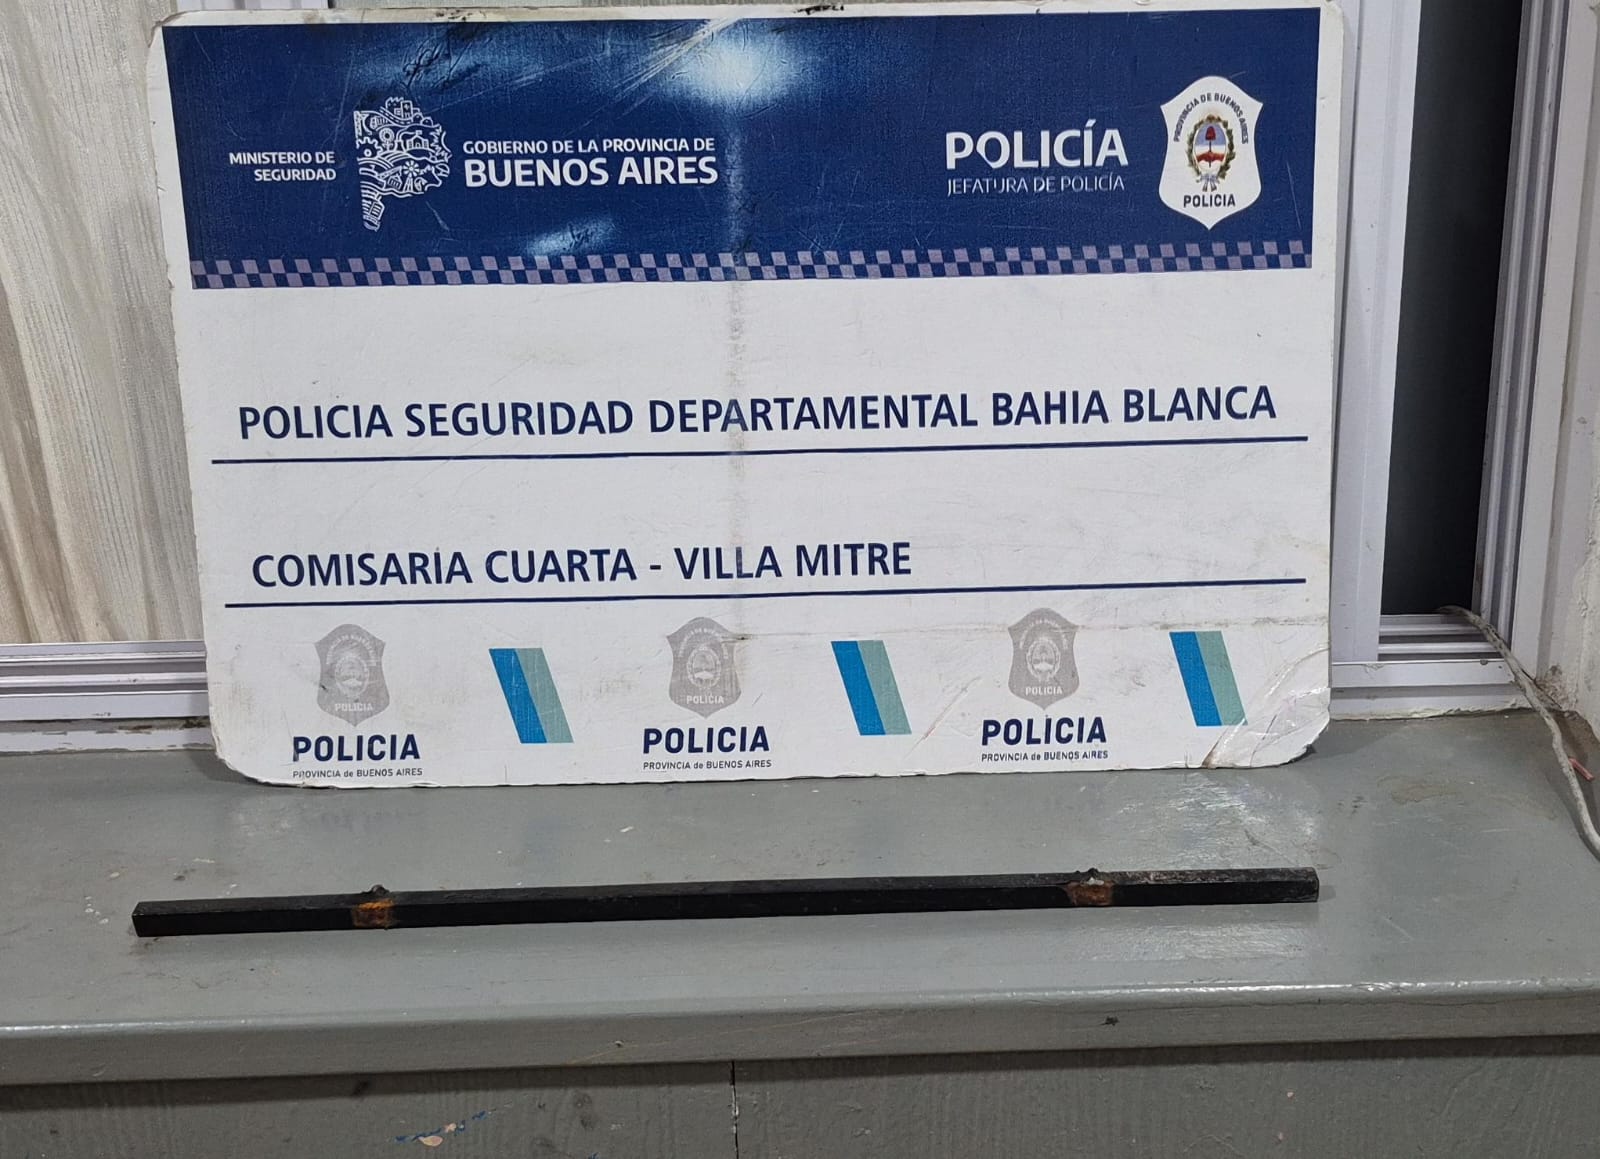 MINISTERIO DE
SEGURIDAD
GOBIERNO DE LA PROVINCIA DE
BUENOS AIRES
POLICÍA
JEFATURA DE POLICÍA
PROVINCIA DE BUENOS AIRES
POLICIA
POLICIA SEGURIDAD DEPARTAMENTAL BAHIA BLANCA
COMISARIA CUARTA - VILLA MITRE
POLICIA
POLICIA
PROVINCIA de BUENOS AIRES
POLICIA
POLICIA
PROVINCIA de BUENOS AIRES
POLICIA
POLICIA
PROVINCIA de BUENOS AIRES